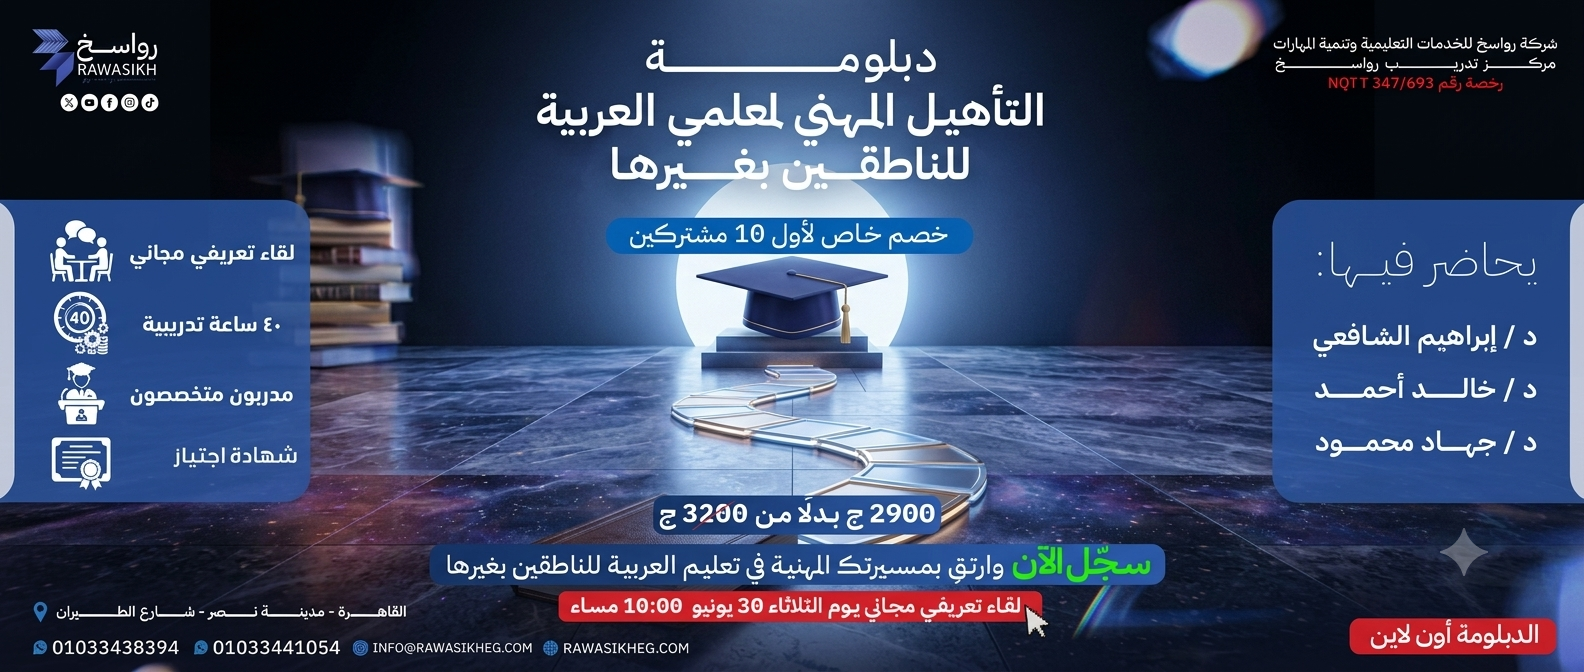 رواسخ
RAWASIKH
شركة رواسخ للخدمات التعليمية وتنمية المهارات
مركز تدريب رواسخ
رخصة رقم NQTT 347/693
دبلومة
التأهيل المهني لمعلمي العربية
للناطقين بغيرها
خصم خاص لأول 10 مشتركين
يحاضر فيها:
د / إبراهيم الشافعي
د / خالد أحمد
د / جهاد محمود
لقاء تعريفي مجاني
40
٤٠ ساعة تدريبية
مدربون متخصصون
شهادة اجتياز
2900 ج بدلًا من 3200 ج
سجّل الآن وارتقِ بمسيرتك المهنية في تعليم العربية للناطقين بغيرها
لقاء تعريفي مجاني يوم الثلاثاء 30 يونيو 10:00 مساء
الدبلومة أون لاين
القاهرة - مدينة نصر - شارع الطيران
01033438394 01033441054 INFO@RAWASIKHEG.COM RAWASIKHEG.COM